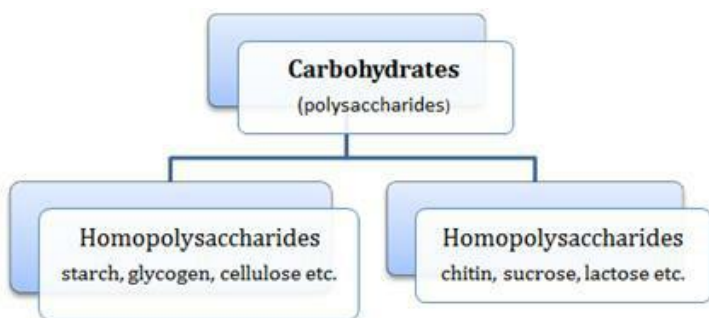 Carbohydrates
(polysaccharides)
Homopolysaccharides
starch, glycogen, cellulose etc.
Homopolysaccharides
chitin, sucrose, lactose etc.